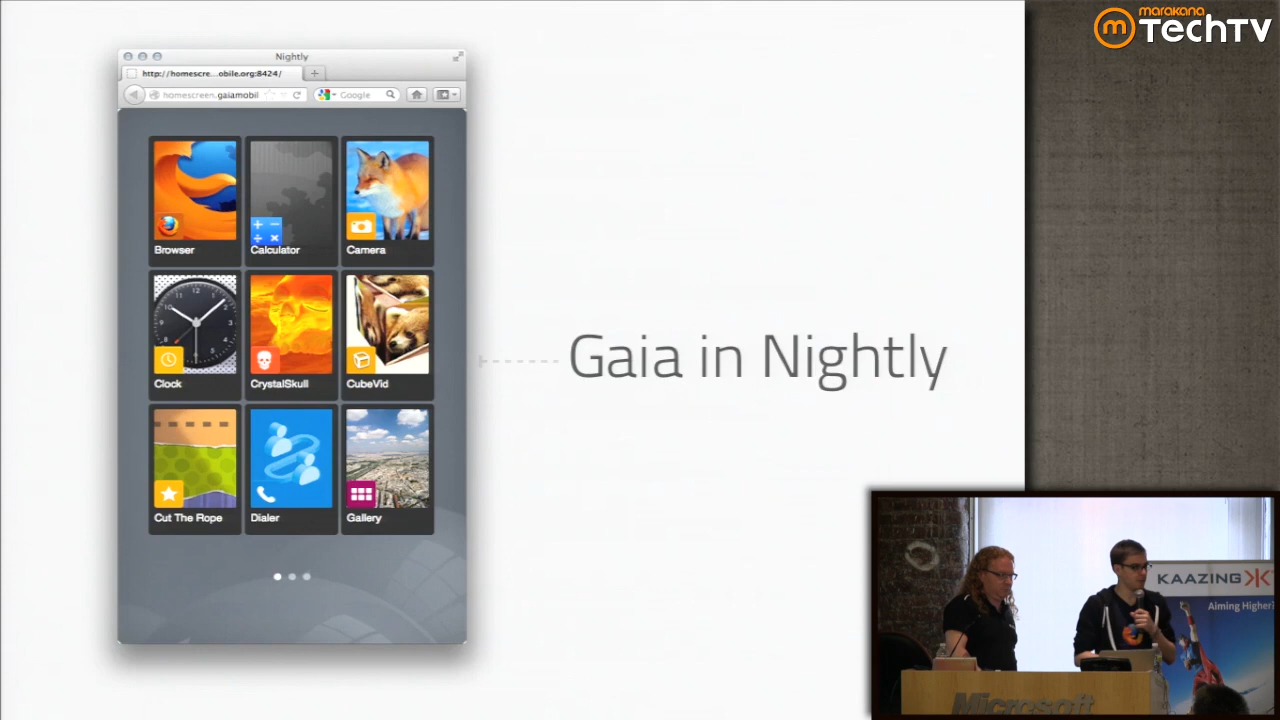 marakana
TechTV
Nightly
http://homescre...obile.org:8424/
homescreen.gaiamobil
Google
Browser
Calculator
Camera
Clock
CrystalSkull
CubeVid
Cut The Rope
Dialer
Gallery
Gaia in Nightly
KAAZING
Aiming Higher
Microsoft